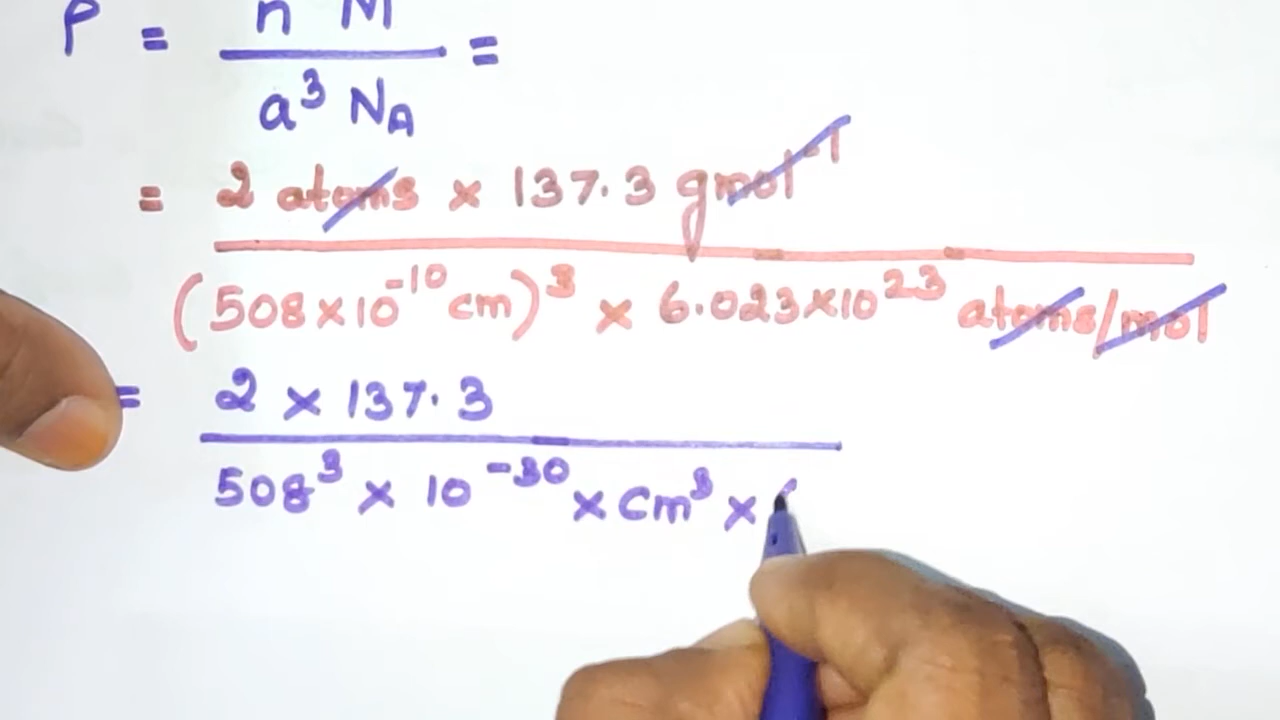 ρ = n M =
a³ N_A
= 2 atoms × 137.3 gmol⁻¹
(508×10⁻¹⁰ cm)³ × 6.023×10²³ atoms/mol
= 2 × 137.3
508³ × 10⁻³⁰ × Cm³ ×